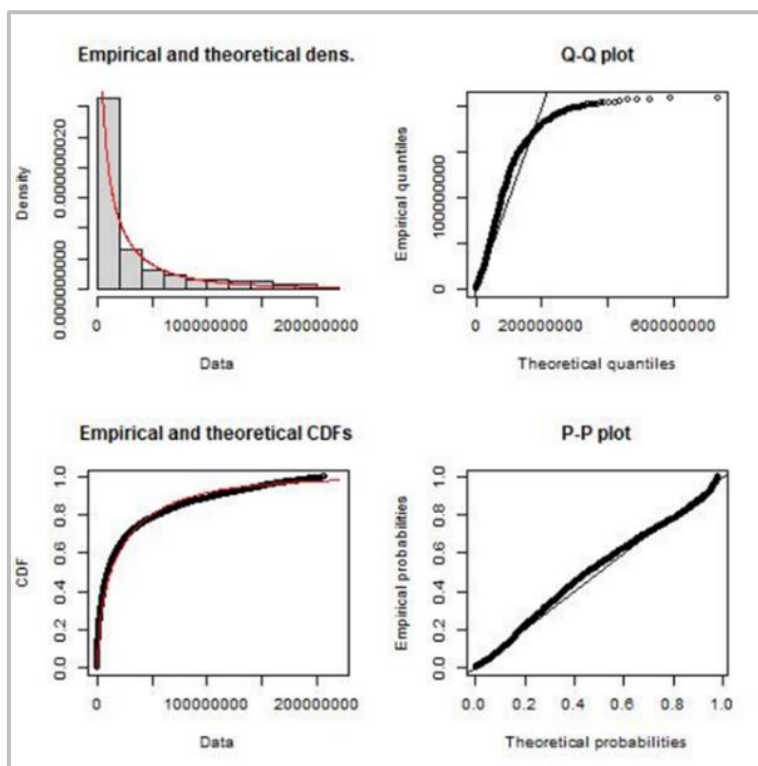 Empirical and theoretical dens.
Density
0.0000000000 0.0000000020
0 100000000 200000000
Data
Q-Q plot
Empirical quantiles
0 100000000
0 200000000 600000000
Theoretical quantiles
Empirical and theoretical CDFs
CDF
0.0 0.2 0.4 0.6 0.8 1.0
0 100000000 200000000
Data
P-P plot
Empirical probabilities
0.0 0.2 0.4 0.6 0.8 1.0
0.0 0.2 0.4 0.6 0.8 1.0
Theoretical probabilities